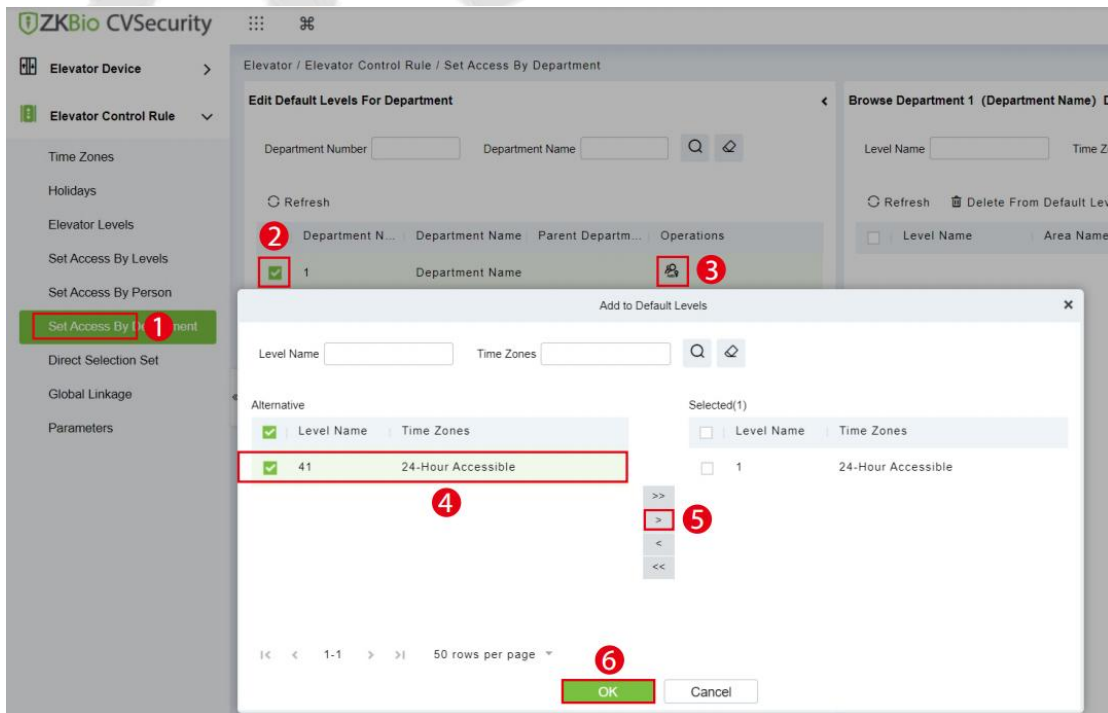 ZKBio CVSecurity
Elevator Device
Elevator Control Rule
Time Zones
Holidays
Elevator Levels
Set Access By Levels
Set Access By Person
Set Access By ment
1
Direct Selection Set
Global Linkage
Parameters
Elevator / Elevator Control Rule / Set Access By Department
Edit Default Levels For Department
Department Number
Department Name
Refresh
2
Department N... Department Name Parent Departm... Operations
1 Department Name
3
Browse Department 1 (Department Name)
Level Name
Refresh Delete From Default
Level Name Area Name
Add to Default Levels
Level Name
Time Zones
Alternative
Level Name Time Zones
41 24-Hour Accessible
4
>>
>
5
<
<<
Selected(1)
Level Name Time Zones
1 24-Hour Accessible
1-1
50 rows per page
6
OK
Cancel